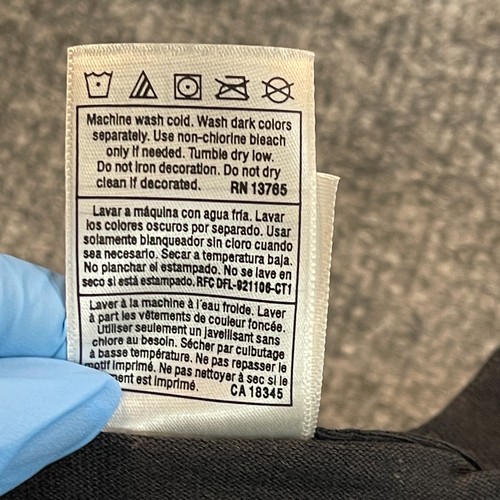 Machine wash cold. Wash dark colors
separately. Use non-chlorine bleach
only if needed. Tumble dry low.
Do not iron decoration. Do not dry
clean if decorated. RN 13765
Lavar a máquina con agua fría. Lavar
los colores oscuros por separado. Usar
solamente blanqueador sin cloro cuando
sea necesario. Secar a temperatura baja.
No planchar el estampado. No se lave en
seco si está estampado. RFC DFL-921106-CT1
Laver à la machine à l'eau froide. Laver
à part les vêtements de couleur foncée.
Utiliser seulement un javellisant sans
chlore au besoin. Sécher par culbutage
à basse température. Ne pas repasser le
motif imprimé. Ne pas nettoyer à sec si le
ment est imprimé. CA 18345